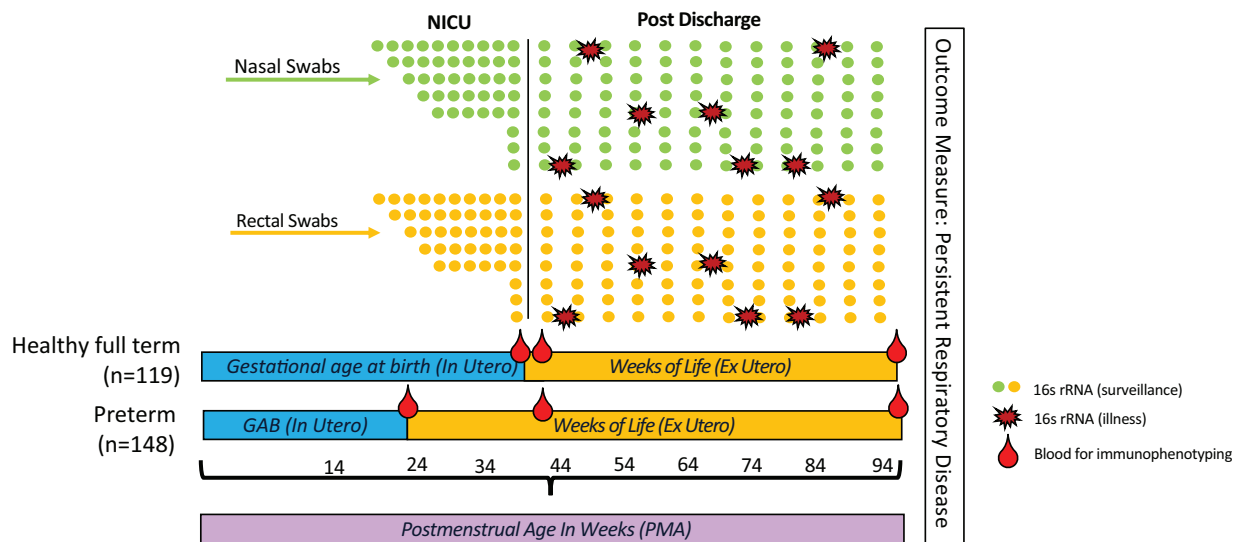 NICU
Post Discharge
Nasal Swabs
Rectal Swabs
Healthy full term
(n=119)
Gestational age at birth (In Utero)
Weeks of Life (Ex Utero)
Preterm
(n=148)
GAB (In Utero)
Weeks of Life (Ex Utero)
14 24 34 44 54 64 74 84 94
Postmenstrual Age In Weeks (PMA)
Outcome Measure: Persistent Respiratory Disease
16s rRNA (surveillance)
16s rRNA (illness)
Blood for immunophenotyping